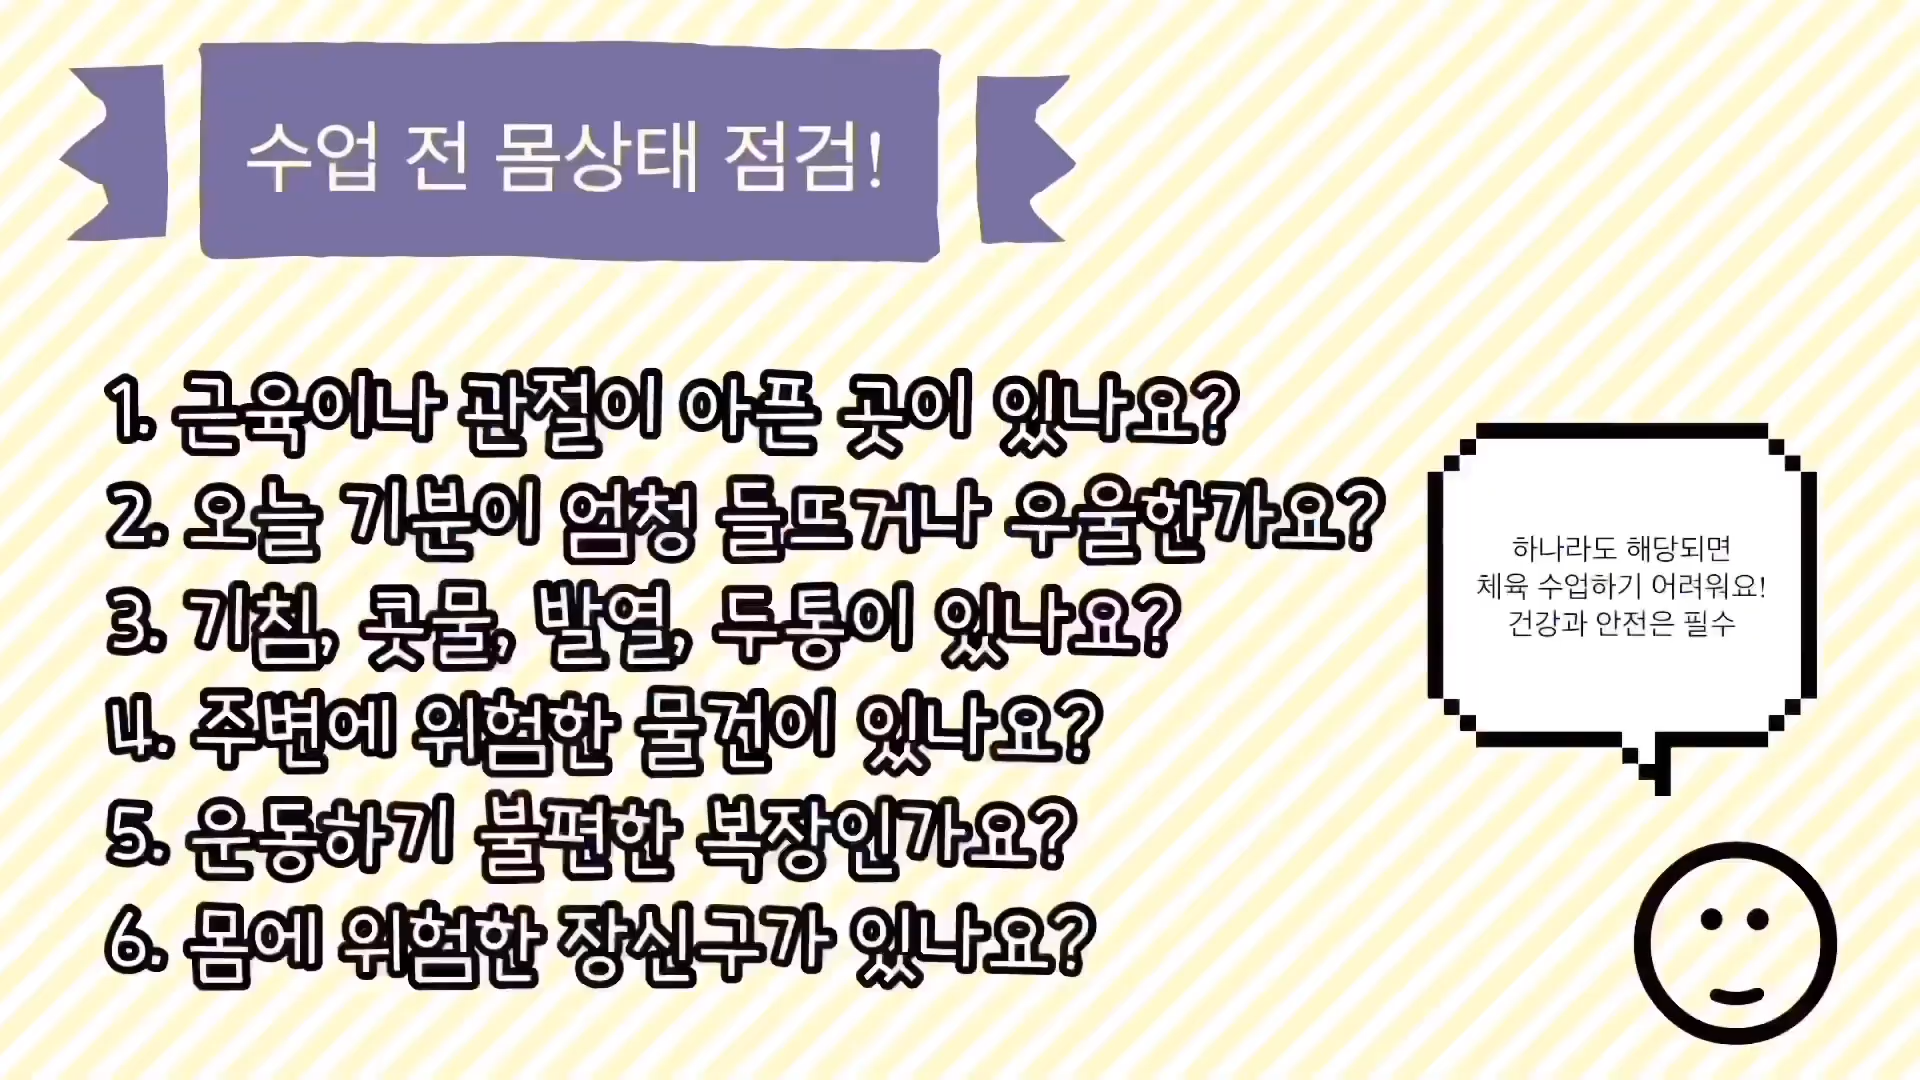 수업 전 몸상태 점검!
1. 근육이나 관절이 아픈 곳이 있나요?
2. 오늘 기분이 엄청 들뜨거나 우울한가요?
3. 기침, 콧물, 발열, 두통이 있나요?
4. 주변에 위험한 물건이 있나요?
5. 운동하기 불편한 복장인가요?
6. 몸에 위험한 장신구가 있나요?
하나라도 해당되면
체육 수업하기 어려워요!
건강과 안전은 필수